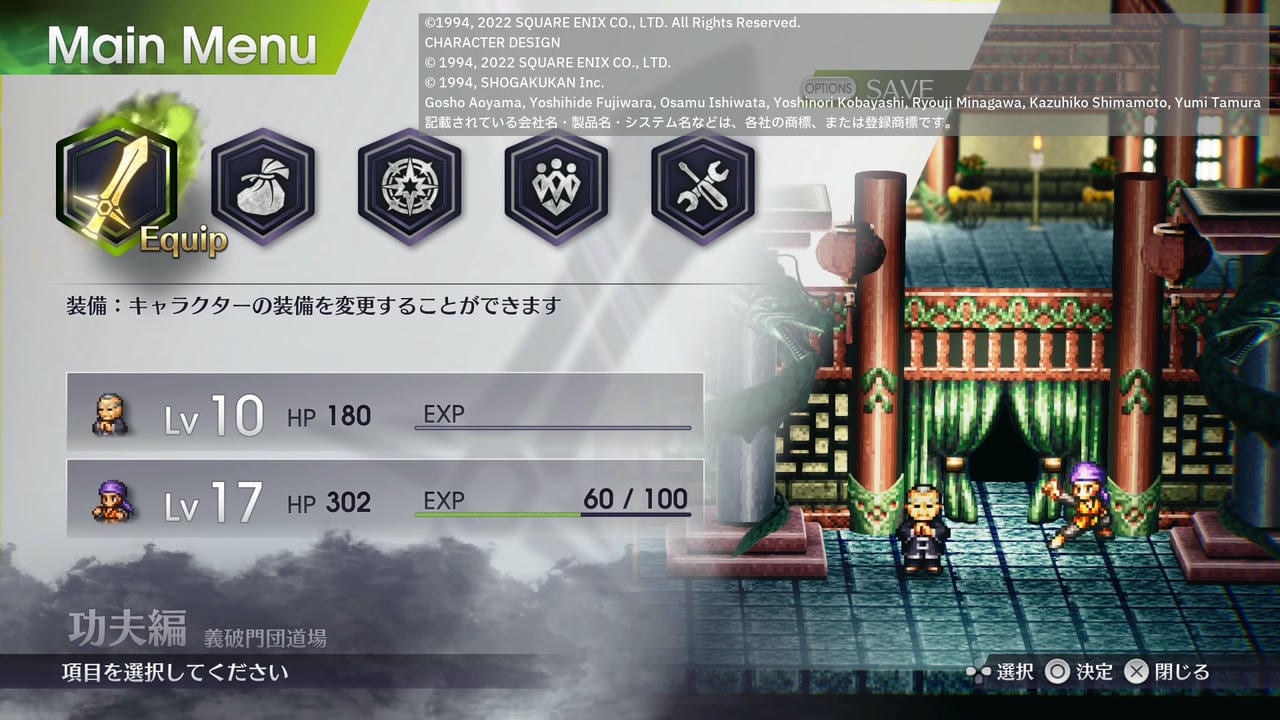 Main Menu
©1994, 2022 SQUARE ENIX CO., LTD. All Rights Reserved.
CHARACTER DESIGN
© 1994, 2022 SQUARE ENIX CO., LTD.
© 1994, SHOGAKUKAN Inc.
OPTIONS SAVE
Gosho Aoyama, Yoshihide Fujiwara, Osamu Ishiwata, Yoshinori Kobayashi, Ryouji Minagawa, Kazuhiko Shimamoto, Yumi Tamura
記載されている会社名・製品名・システム名などは、各社の商標、または登録商標です。
Equip
装備：キャラクターの装備を変更することができます
Lv 10 HP 180 EXP
Lv 17 HP 302 EXP 60 / 100
功夫編 義破門団道場
項目を選択してください
選択 決定 閉じる